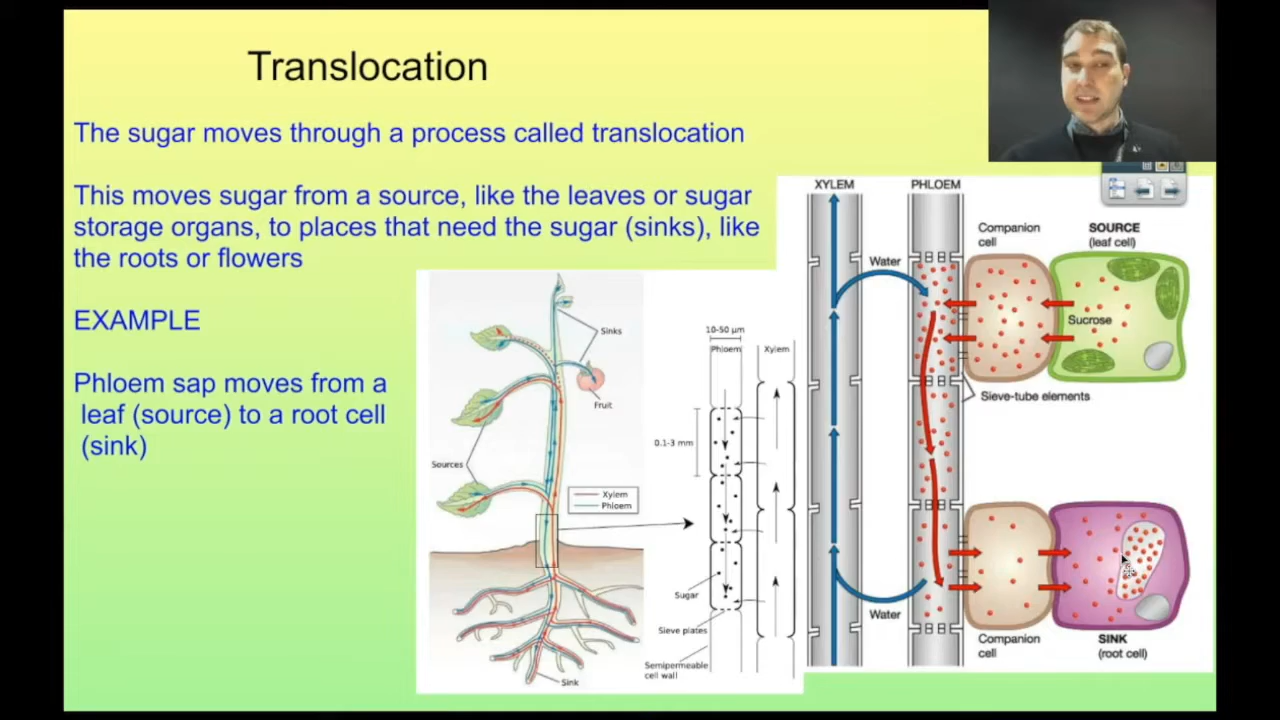 Translocation
The sugar moves through a process called translocation
This moves sugar from a source, like the leaves or sugar
storage organs, to places that need the sugar (sinks), like
the roots or flowers
EXAMPLE
Phloem sap moves from a
leaf (source) to a root cell
(sink)
Sinks
Fruit
Sources
Xylem
Phloem
Sink
10-50 µm
Phloem
Xylem
0.1-3 mm
Sugar
Sieve plates
Semipermeable
cell wall
XYLEM
PHLOEM
Companion
cell
SOURCE
(leaf cell)
Water
Sucrose
Sieve-tube elements
Water
Companion
cell
SINK
(root cell)